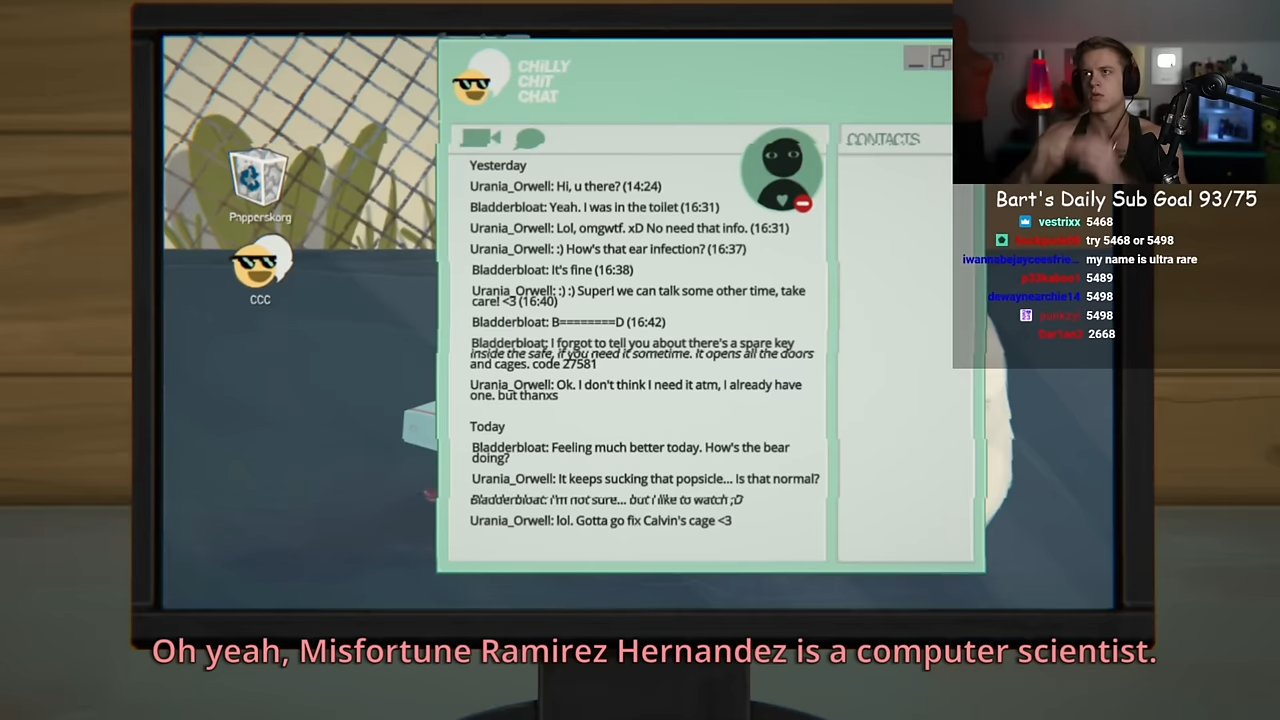 CHILLY
CHIT
CHAT
CONTACTS
Yesterday
Urania_Orwell: Hi, u there? (14:24)
Bladderbloat: Yeah. I was in the toilet (16:31)
Urania_Orwell: Lol, omgwtf. xD No need that info. (16:31)
Urania_Orwell: :) How's that ear infection? (16:37)
Bladderbloat: It's fine (16:38)
Urania_Orwell: :) :) Super! we can talk some other time, take
care! <3 (16:40)
Bladderbloat: B========D (16:42)
Bladderbloat: I forgot to tell you about there's a spare key
inside the safe, if you need it sometime. It opens all the doors
and cages. code 27581
Urania_Orwell: Ok. I don't think I need it atm, I already have
one. but thanxs
Today
Bladderbloat: Feeling much better today. How's the bear
doing?
Urania_Orwell: It keeps sucking that popsicle... Is that normal?
Bladderbloat: i'm not sure... but i like to watch ;D
Urania_Orwell: lol. Gotta go fix Calvin's cage <3
Papperskorg
CCC
Bart's Daily Sub Goal 93/75
vestrixx 5468
try 5468 or 5498
iwannabejayceesfrie... my name is ultra rare
5489
dewaynearchie14 5498
5498
2668
Oh yeah, Misfortune Ramirez Hernandez is a computer scientist.